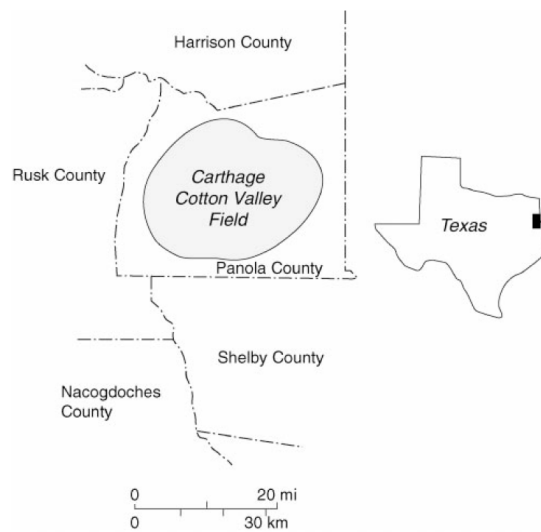 Harrison County
Rusk County
Carthage
Cotton Valley
Field
Texas
Panola County
Shelby County
Nacogdoches
County
0 20 mi
0 30 km